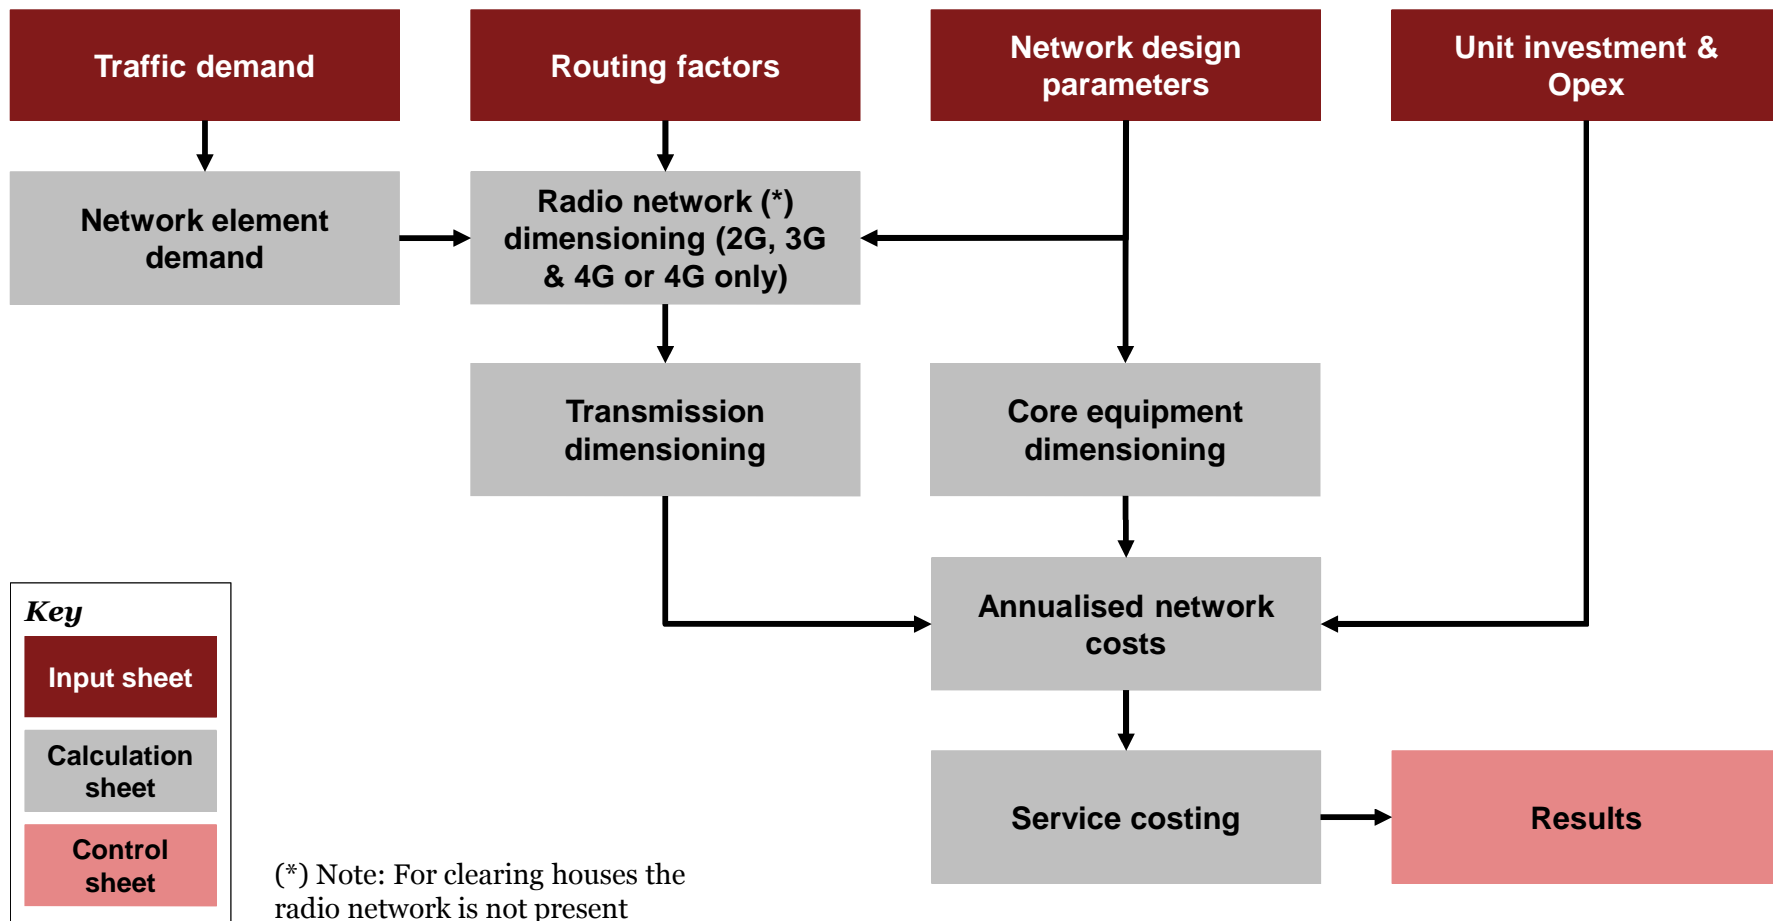 Traffic demand
Routing factors
Network design
parameters
Unit investment &
Opex
Network element
demand
Radio network (*)
dimensioning (2G, 3G
& 4G or 4G only)
Transmission
dimensioning
Core equipment
dimensioning
Annualised network
costs
Service costing
Results
Key
Input sheet
Calculation
sheet
Control
sheet
(*) Note: For clearing houses the
radio network is not present